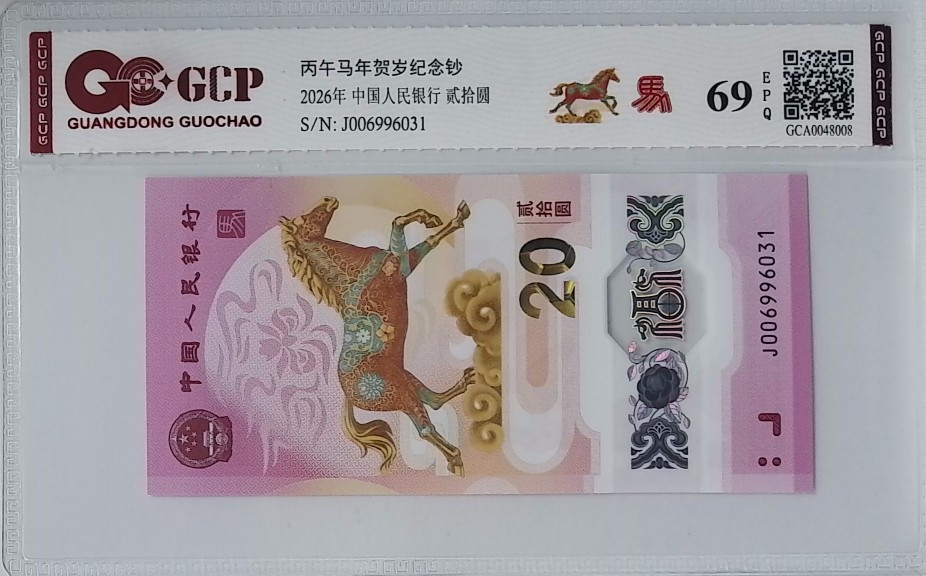 GCP GCP GCP
GCP
GUANGDONG GUOCHAO
丙午马年贺岁纪念钞
2026年 中国人民银行 贰拾圆
S/N: J006996031
馬
69
EPQ
GCA0048008
GCP GCP GCP
中国人民银行
馬
贰拾圆
20
福
J006996031